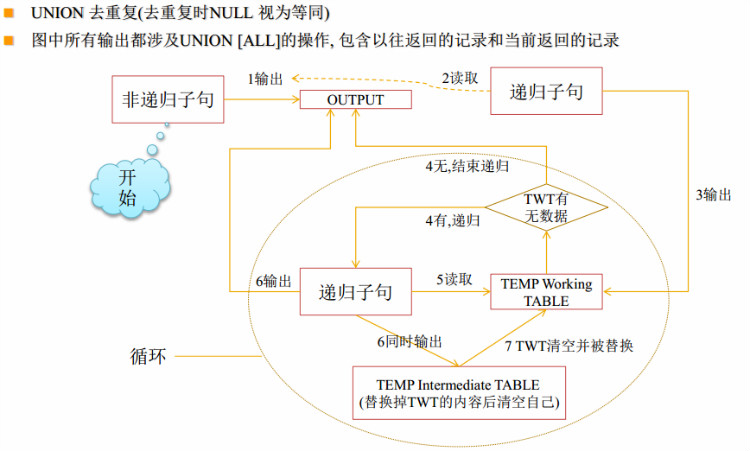 UNION 去重复(去重复时NULL 视为等同)
图中所有输出都涉及UNION [ALL]的操作, 包含以往返回的记录和当前返回的记录
1输出
2读取
非递归子句
OUTPUT
递归子句
开
始
4无,结束递归
TWT有
无数据
3输出
4有,递归
6输出
递归子句
5读取
TEMP Working
TABLE
循环
6同时输出
7 TWT清空并被替换
TEMP Intermediate TABLE
(替换掉TWT的内容后清空自己)